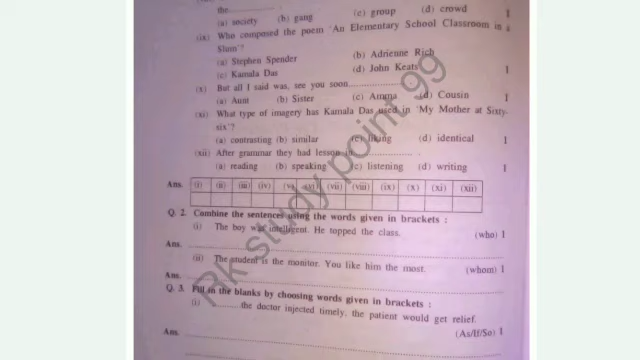 the
(a) society (b) gang (c) group (d) crowd 1
(ix) Who composed the poem 'An Elementary School Classroom in a
Slum'?
(a) Stephen Spender (b) Adrienne Rich
(c) Kamala Das (d) John Keats 1
(x) But all I said was, see you soon,
(a) Aunt (b) Sister (c) Amma (d) Cousin 1
(xi) What type of imagery has Kamala Das used in 'My Mother at Sixty-
six'?
(a) contrasting (b) similar (c) liking (d) identical 1
(xii) After grammar they had lesson in
(a) reading (b) speaking (c) listening (d) writing 1
Ans. (i) (ii) (iii) (iv) (v) (vi) (vii) (viii) (ix) (x) (xi) (xii)
Q. 2. Combine the sentences using the words given in brackets :
(i) The boy was intelligent. He topped the class. (who) 1
Ans.
(ii) The student is the monitor. You like him the most. (whom) 1
Ans.
Q. 3. Fill in the blanks by choosing words given in brackets :
(i) ............ the doctor injected timely, the patient would get relief.
(As/If/So) 1
Ans.
RK study point 99